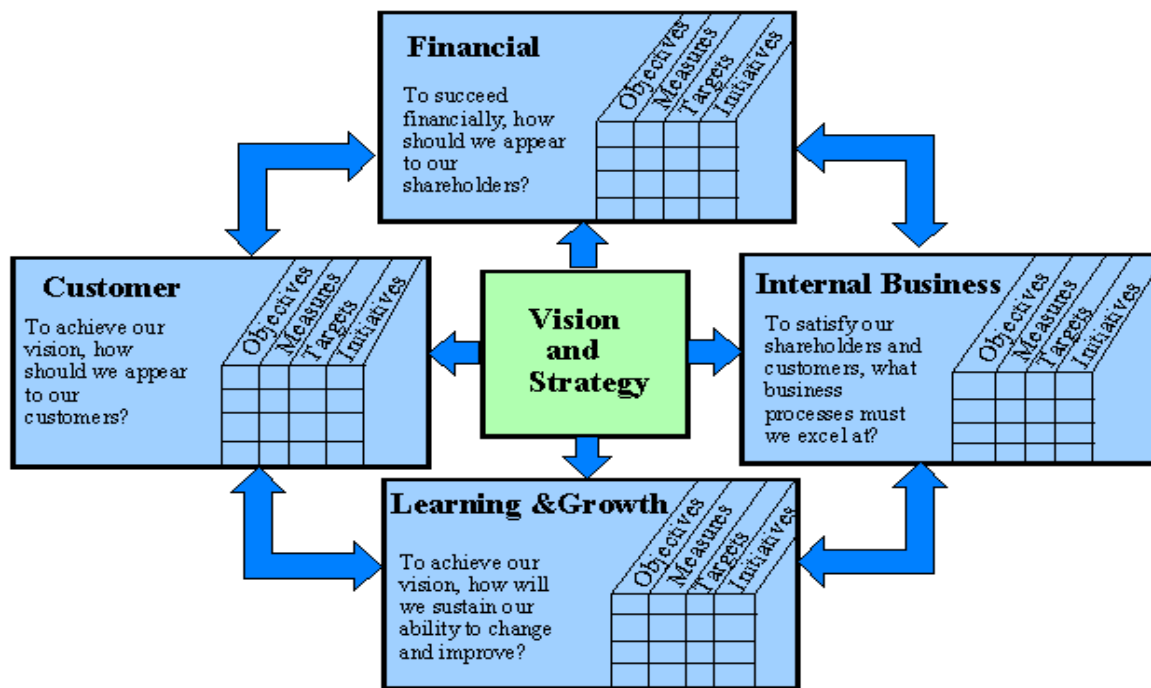 Financial
To succeed
financially, how
should we appear
to our
shareholders?
Objectives
Measures
Targets
Initiatives
Customer
To achieve our
vision, how
should we appear
to our
customers?
Objectives
Measures
Targets
Initiatives
Vision
and
Strategy
Internal Business
To satisfy our
shareholders and
customers, what
business
processes must
we excel at?
Objectives
Measures
Targets
Initiatives
Learning &Growth
To achieve our
vision, how will
we sustain our
ability to change
and improve?
Objectives
Measures
Targets
Initiatives